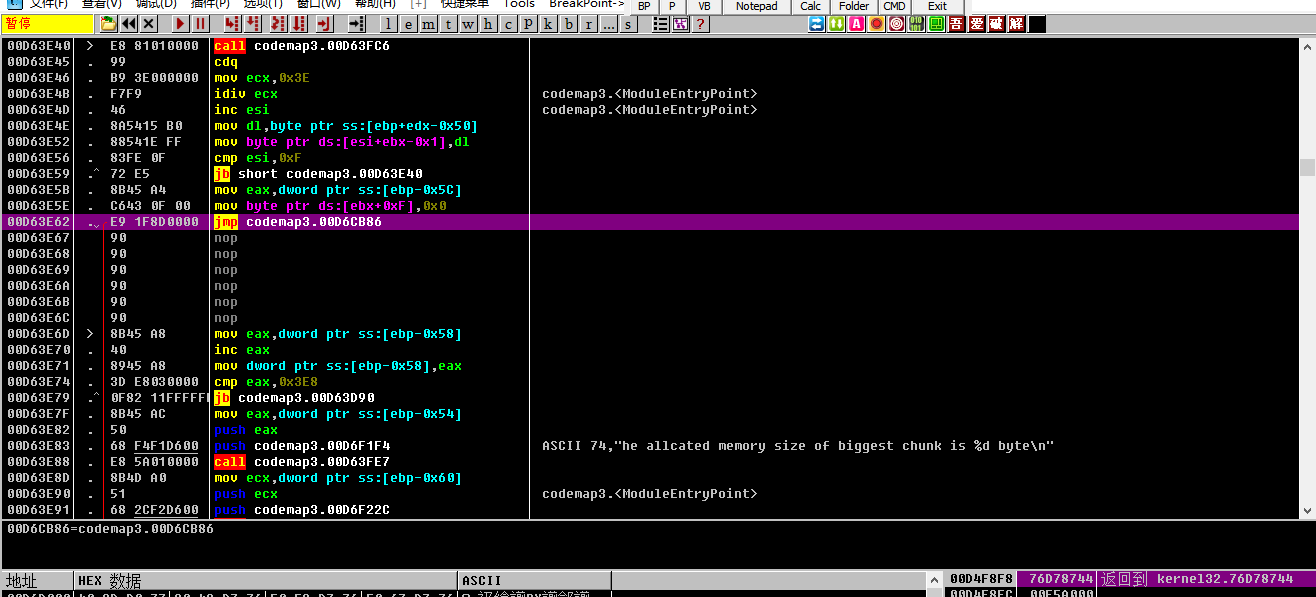 文件(F) 查看(V) 调试(D) 插件(P) 选项(T) 窗口(W) 帮助(H) [+] 快捷菜单 Tools BreakPoint-> BP P VB Notepad Calc Folder CMD Exit
暂停 l e m t w h c p k b r ... s ? A 吾 爱 破 解
00D63E40 > E8 81010000 call codemap3.00D63FC6
00D63E45 . 99 cdq
00D63E46 . B9 3E000000 mov ecx,0x3E
00D63E4B . F7F9 idiv ecx codemap3.<ModuleEntryPoint>
00D63E4D . 46 inc esi codemap3.<ModuleEntryPoint>
00D63E4E . 8A5415 B0 mov dl,byte ptr ss:[ebp+edx-0x50]
00D63E52 . 88541E FF mov byte ptr ds:[esi+ebx-0x1],dl
00D63E56 . 83FE 0F cmp esi,0xF
00D63E59 .^ 72 E5 jb short codemap3.00D63E40
00D63E5B . 8B45 A4 mov eax,dword ptr ss:[ebp-0x5C]
00D63E5E . C643 0F 00 mov byte ptr ds:[ebx+0xF],0x0
00D63E62 . E9 1F8D0000 jmp codemap3.00D6CB86
00D63E67 90 nop
00D63E68 90 nop
00D63E69 90 nop
00D63E6A 90 nop
00D63E6B 90 nop
00D63E6C 90 nop
00D63E6D > 8B45 A8 mov eax,dword ptr ss:[ebp-0x58]
00D63E70 . 40 inc eax
00D63E71 . 8945 A8 mov dword ptr ss:[ebp-0x58],eax
00D63E74 . 3D E8030000 cmp eax,0x3E8
00D63E79 .^ 0F82 11FFFFF jb codemap3.00D63D90
00D63E7F . 8B45 AC mov eax,dword ptr ss:[ebp-0x54]
00D63E82 . 50 push eax
00D63E83 . 68 F4F1D600 push codemap3.00D6F1F4 ASCII 74,"he allcated memory size of biggest chunk is %d byte\n"
00D63E88 . E8 5A010000 call codemap3.00D63FE7
00D63E8D . 8B4D A0 mov ecx,dword ptr ss:[ebp-0x60]
00D63E90 . 51 push ecx codemap3.<ModuleEntryPoint>
00D63E91 . 68 2CF2D600 push codemap3.00D6F22C
00D6CB86=codemap3.00D6CB86
地址 HEX 数据 ASCII 00D4F8F8 76D78744 返回到 kernel32.76D78744
00D4F8FC 00F5A000